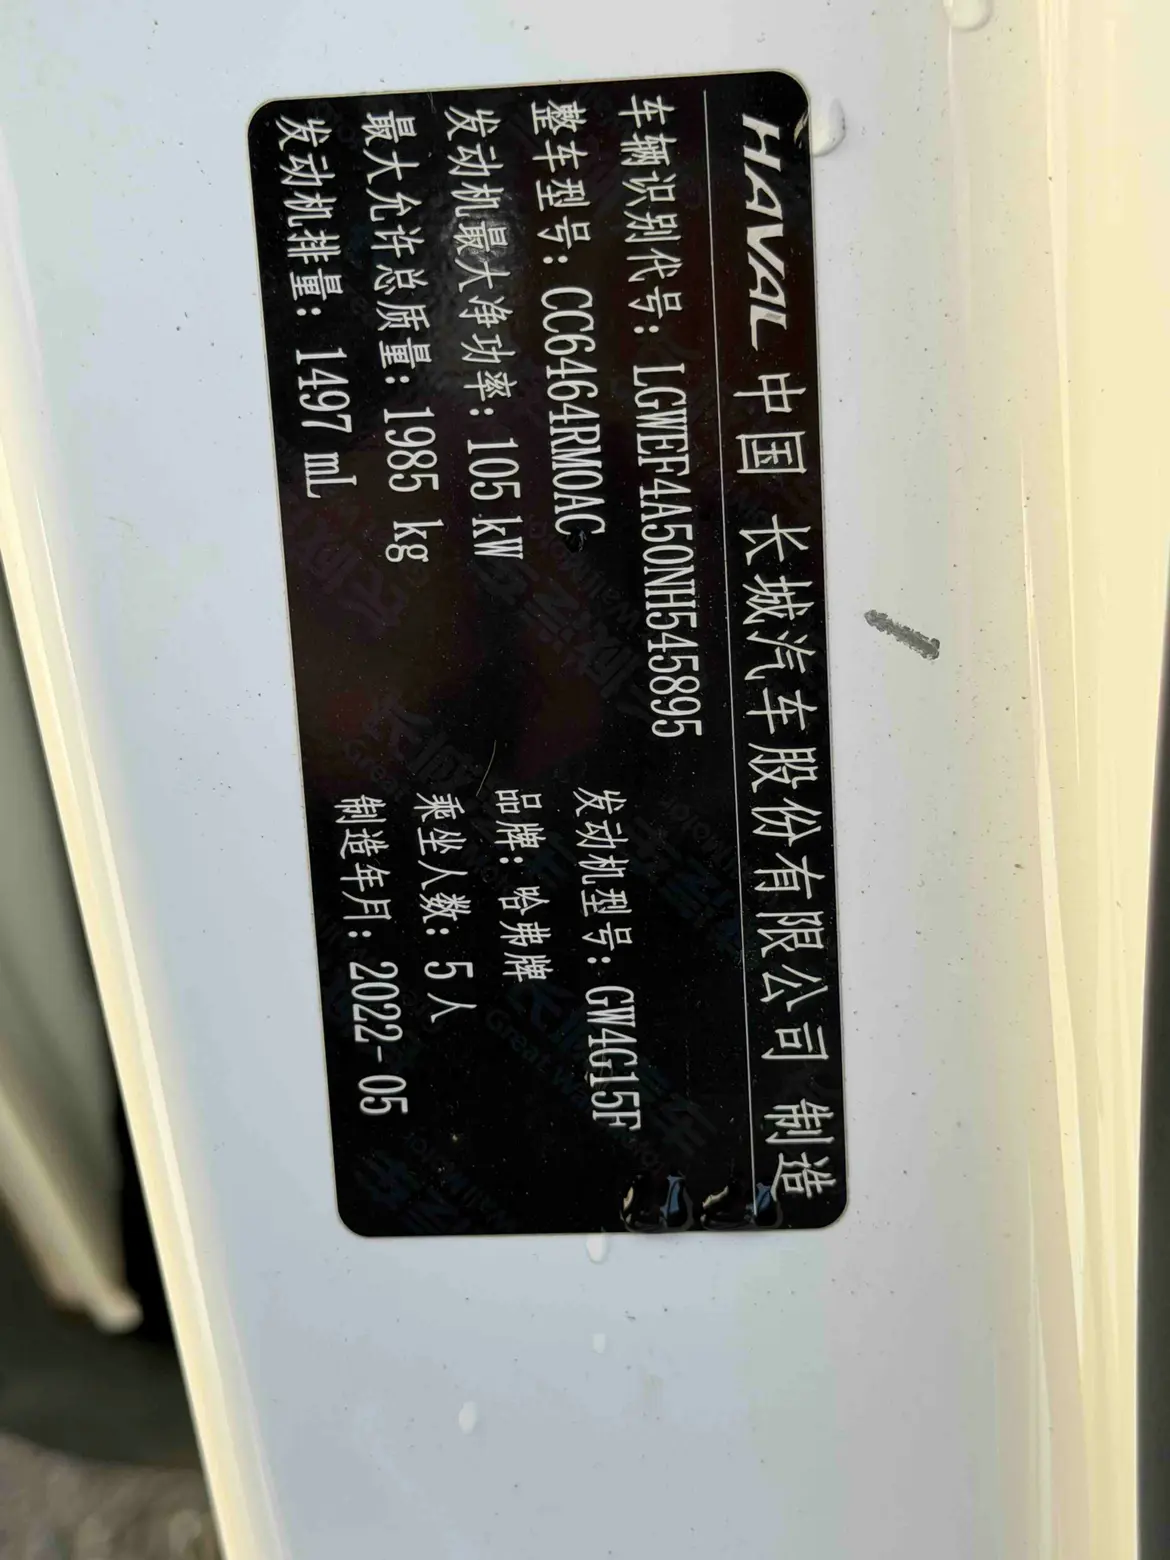 HAVAL 中国 长城汽车股份有限公司 制造
车辆识别代号: LGWEF4A50NH545895
整车型号: CC6464RM0AC 发动机型号: GW4G15F
发动机最大净功率: 105 kW 品牌: 哈弗牌
最大允许总质量: 1985 kg 乘坐人数: 5 人
发动机排量: 1497 mL 制造年月: 2022-05